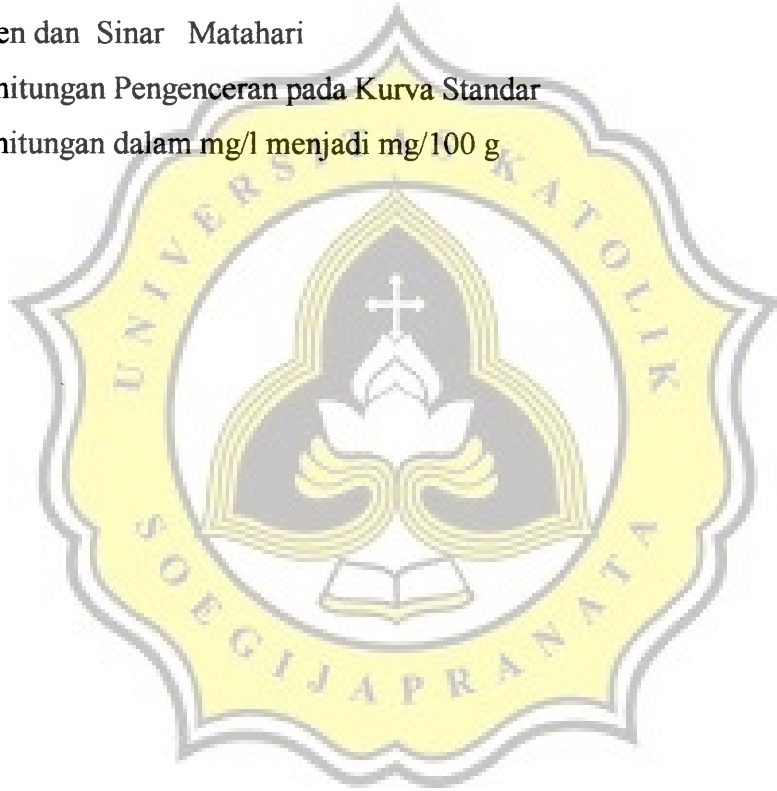 en dan Sinar Matahari
hitungan Pengenceran pada Kurva Standar
hitungan dalam mg/l menjadi mg/100 g
UNIVERSITAS KATOLIK
SOEGIJAPRANATA